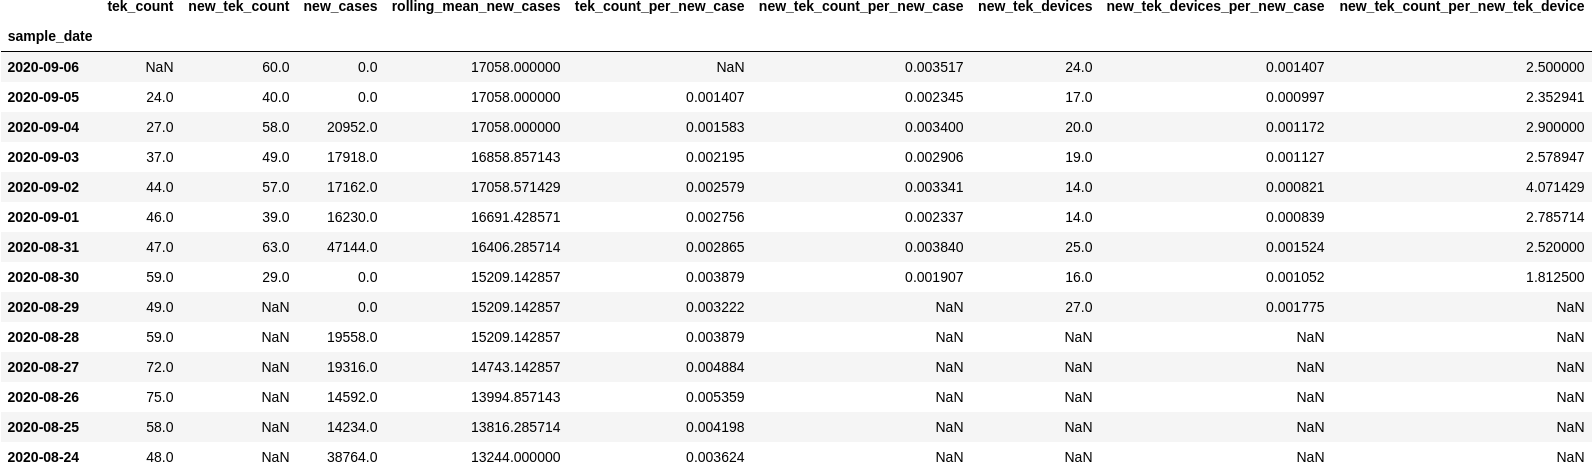 tek_count new_tek_count new_cases rolling_mean_new_cases tek_count_per_new_case new_tek_count_per_new_case new_tek_devices new_tek_devices_per_new_case new_tek_count_per_new_tek_device
sample_date
2020-09-06 NaN 60.0 0.0 17058.000000 NaN 0.003517 24.0 0.001407 2.500000
2020-09-05 24.0 40.0 0.0 17058.000000 0.001407 0.002345 17.0 0.000997 2.352941
2020-09-04 27.0 58.0 20952.0 17058.000000 0.001583 0.003400 20.0 0.001172 2.900000
2020-09-03 37.0 49.0 17918.0 16858.857143 0.002195 0.002906 19.0 0.001127 2.578947
2020-09-02 44.0 57.0 17162.0 17058.571429 0.002579 0.003341 14.0 0.000821 4.071429
2020-09-01 46.0 39.0 16230.0 16691.428571 0.002756 0.002337 14.0 0.000839 2.785714
2020-08-31 47.0 63.0 47144.0 16406.285714 0.002865 0.003840 25.0 0.001524 2.520000
2020-08-30 59.0 29.0 0.0 15209.142857 0.003879 0.001907 16.0 0.001052 1.812500
2020-08-29 49.0 NaN 0.0 15209.142857 0.003222 NaN 27.0 0.001775 NaN
2020-08-28 59.0 NaN 19558.0 15209.142857 0.003879 NaN NaN NaN NaN
2020-08-27 72.0 NaN 19316.0 14743.142857 0.004884 NaN NaN NaN NaN
2020-08-26 75.0 NaN 14592.0 13994.857143 0.005359 NaN NaN NaN NaN
2020-08-25 58.0 NaN 14234.0 13816.285714 0.004198 NaN NaN NaN NaN
2020-08-24 48.0 NaN 38764.0 13244.000000 0.003624 NaN NaN NaN NaN